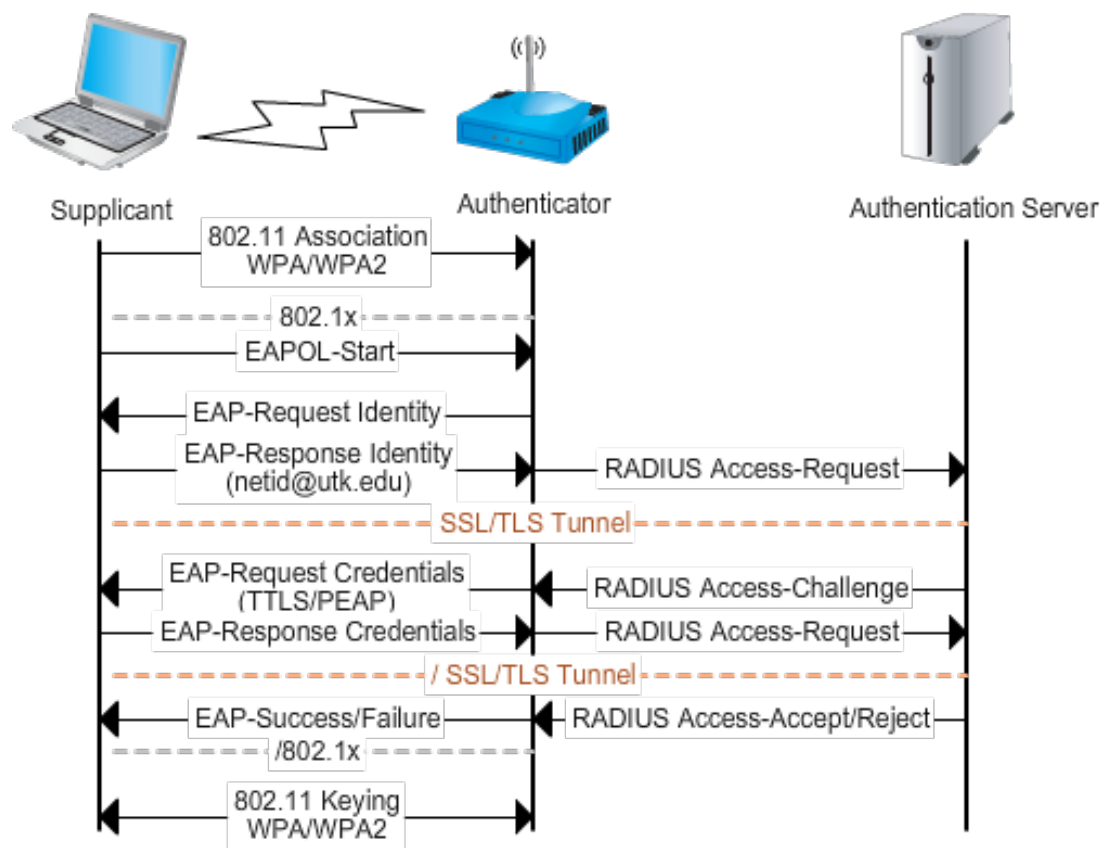 Supplicant
Authenticator
Authentication Server
802.11 Association
WPA/WPA2
802.1x
EAPOL-Start
EAP-Request Identity
EAP-Response Identity
(netid@utk.edu)
RADIUS Access-Request
SSL/TLS Tunnel
EAP-Request Credentials
(TTLS/PEAP)
RADIUS Access-Challenge
EAP-Response Credentials
RADIUS Access-Request
/ SSL/TLS Tunnel
EAP-Success/Failure
RADIUS Access-Accept/Reject
/802.1x
802.11 Keying
WPA/WPA2